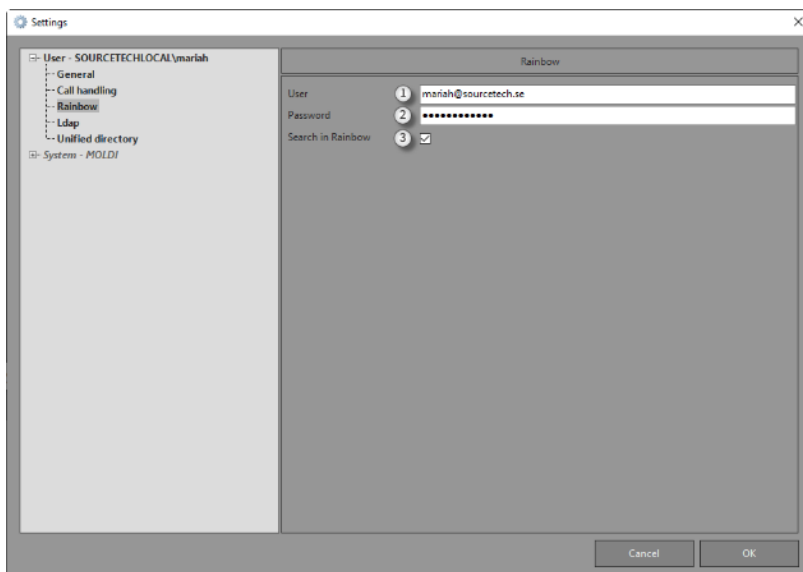 Settings
User - SOURCETECHLOCAL\mariah
General
Call handling
Rainbow
Ldap
Unified directory
System - MOLDI
Rainbow
User 1 mariah@sourcetech.se
Password 2 ••••••••••••
Search in Rainbow 3
Cancel OK